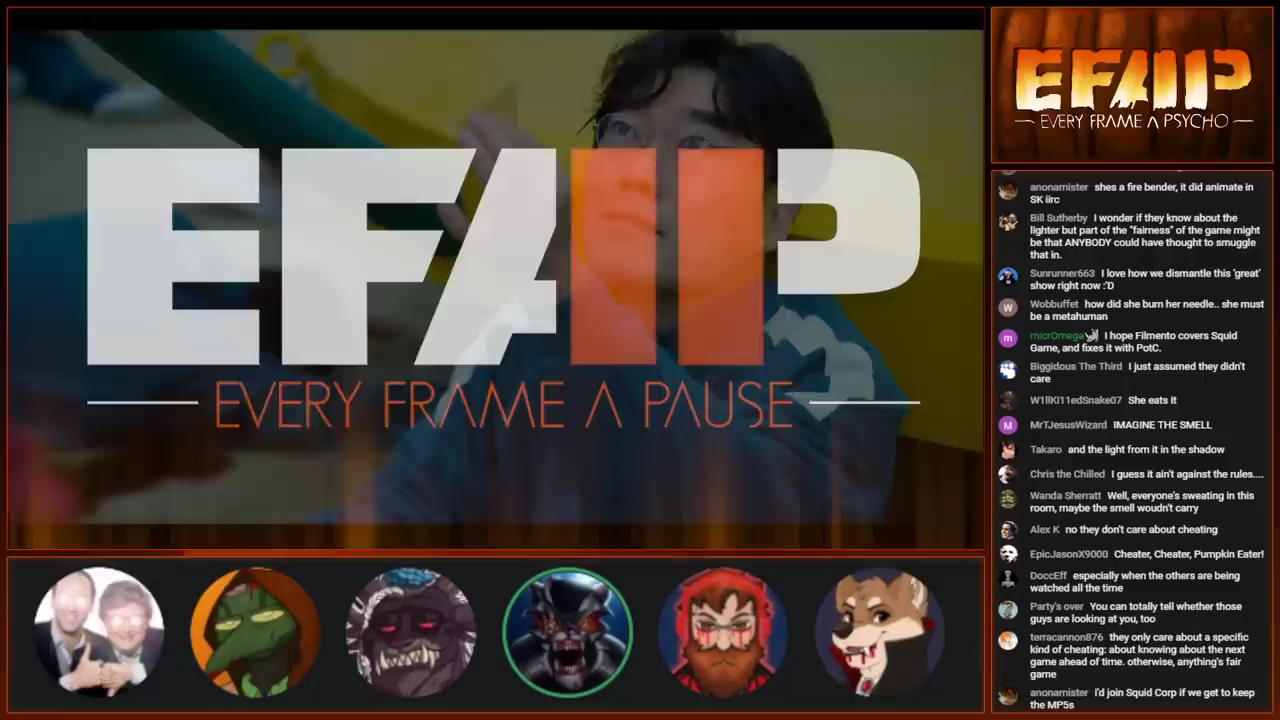 EFAIIP
EVERY FRAME A PAUSE
EFAIIP
EVERY FRAME A PSYCHO
anonamister shes a fire bender, it did animate in
SK iirc
Bill Sutherby I wonder if they know about the
lighter but part of the "fairness" of the game might
be that ANYBODY could have thought to smuggle
that in.
Sunrunner663 I love how we dismantle this 'great'
show right now :'D
Wobbuffet how did she burn her needle.. she must
be a metahuman
micr0mega I hope Filmento covers Squid
Game, and fixes it with PotC.
Biggidous The Third I just assumed they didn't
care
W1llKi11edSnake07 She eats it
MrTJesusWizard IMAGINE THE SMELL
Takaro and the light from it in the shadow
Chris the Chilled I guess it ain't against the rules....
Wanda Sherratt Well, everyone's sweating in this
room, maybe the smell woudn't carry
Alex K no they don't care about cheating
EpicJasonX9000 Cheater, Cheater, Pumpkin Eater!
DoccEff especially when the others are being
watched all the time
Party's over You can totally tell whether those
guys are looking at you, too
terracannon876 they only care about a specific
kind of cheating: about knowing about the next
game ahead of time. otherwise, anything's fair
game
anonamister i'd join Squid Corp if we get to keep
the MP5s
W
m
M